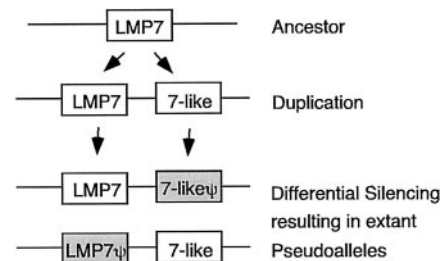 LMP7 Ancestor
LMP7 7-like Duplication
LMP7 7-likeψ Differential Silencing
resulting in extant
LMP7ψ 7-like Pseudoalleles